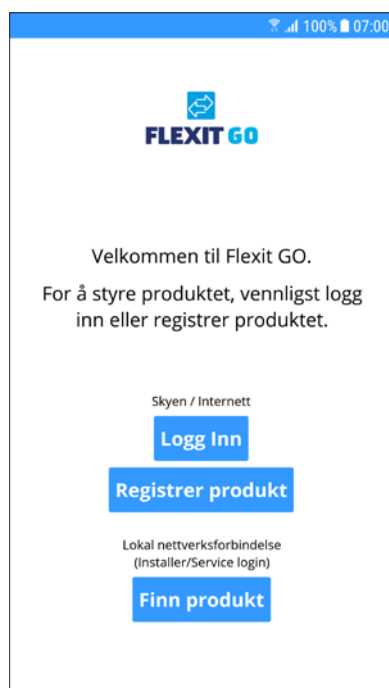 100% 07:00
FLEXIT GO
Velkommen til Flexit GO.
For å styre produktet, vennligst logg
inn eller registrer produktet.
Skyen / Internett
Logg Inn
Registrer produkt
Lokal nettverksforbindelse
(Installer/Service login)
Finn produkt